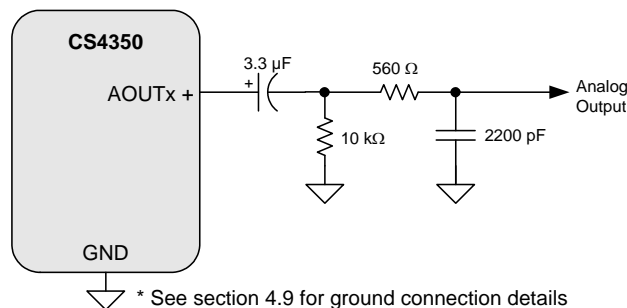 CS4350
3.3 µF
+
AOUTx +
560 Ω
Analog
Output
10 kΩ
2200 pF
GND
* See section 4.9 for ground connection details